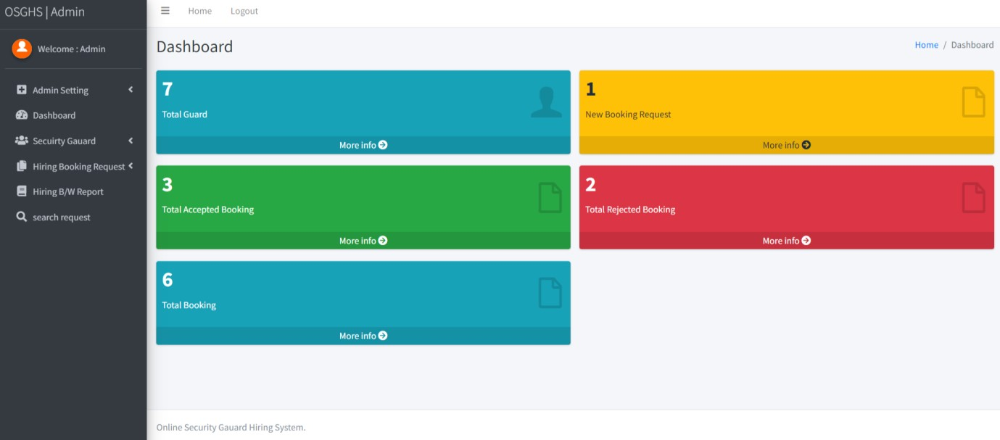 OSGHS | Admin
Home Logout
Welcome : Admin
Admin Setting
Dashboard
Secuirty Gauard
Hiring Booking Request
Hiring B/W Report
search request
Dashboard
Home / Dashboard
7
Total Guard
More info
1
New Booking Request
More info
3
Total Accepted Booking
More info
2
Total Rejected Booking
More info
6
Total Booking
More info
Online Security Gauard Hiring System.